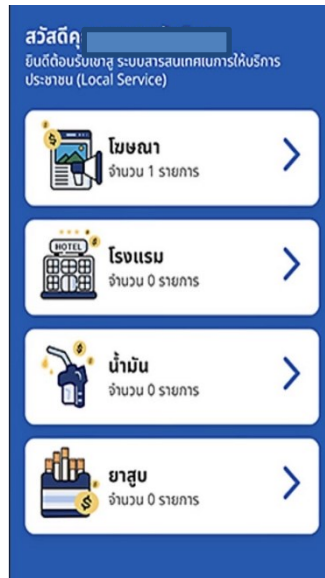 สวัสดีคุ
ยินดีต้อนรับเข้าสู่ ระบบสารสนเทศในการให้บริการ
ประชาชน (Local Service)
โฆษณา
จำนวน 1 รายการ
HOTEL
โรงแรม
จำนวน 0 รายการ
น้ำมัน
จำนวน 0 รายการ
ยาสูบ
จำนวน 0 รายการ